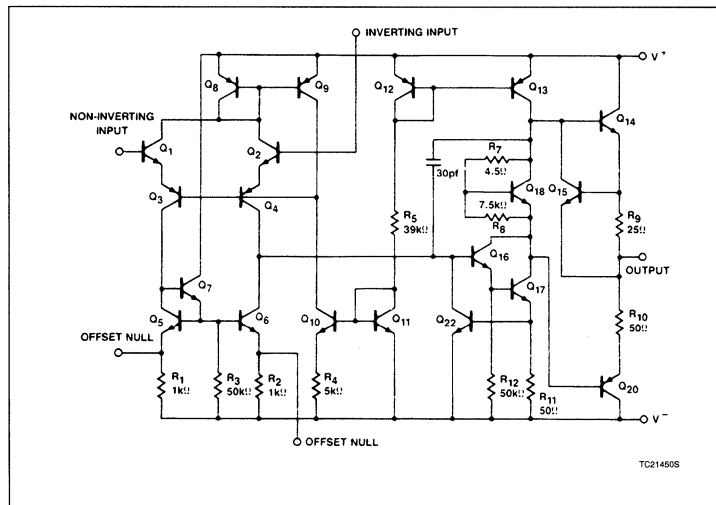 INVERTING INPUT
V+
Q8
Q9
Q12
Q13
NON-INVERTING
INPUT
Q1
Q2
Q14
R7
4.5Ω
30pf
Q18
Q15
Q3
Q4
7.5kΩ
R8
R5
39kΩ
R9
25Ω
Q16
OUTPUT
Q7
Q17
Q5
Q6
Q10
Q11
Q22
R10
50Ω
OFFSET NULL
R1
1kΩ
R3
50kΩ
R2
1kΩ
R4
5kΩ
R12
50kΩ
R11
50Ω
Q20
V−
OFFSET NULL
TC21450S